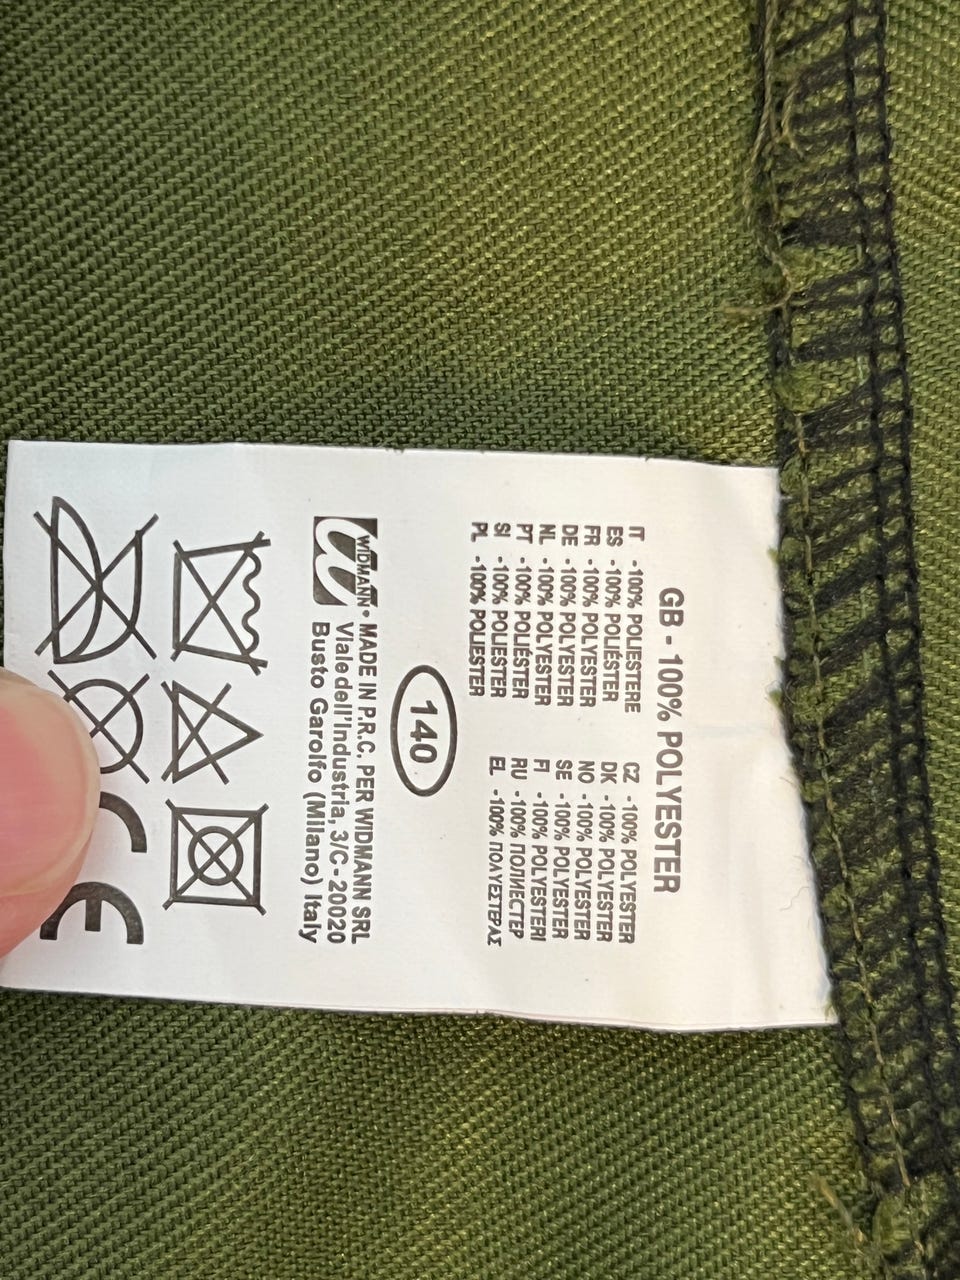 GB - 100% POLYESTER
IT -100% POLIESTERE
ES -100% POLIÉSTER
FR -100% POLYESTER
DE -100% POLYESTER
NL -100% POLYESTER
PT -100% POLIÉSTER
SI -100% POLIESTER
PL -100% POLIESTER
CZ -100% POLYESTER
DK -100% POLYESTER
NO -100% POLYESTER
SE -100% POLYESTER
FI -100% POLYESTERI
RU -100% ПОЛИЕСТЕР
EL -100% ΠΟΛΥΕΣΤΕΡΑΣ
140
WIDMANN • MADE IN P.R.C. PER WIDMANN SRL
Viale dell'Industria, 3/C - 20020
Busto Garolfo (Milano) Italy
CE